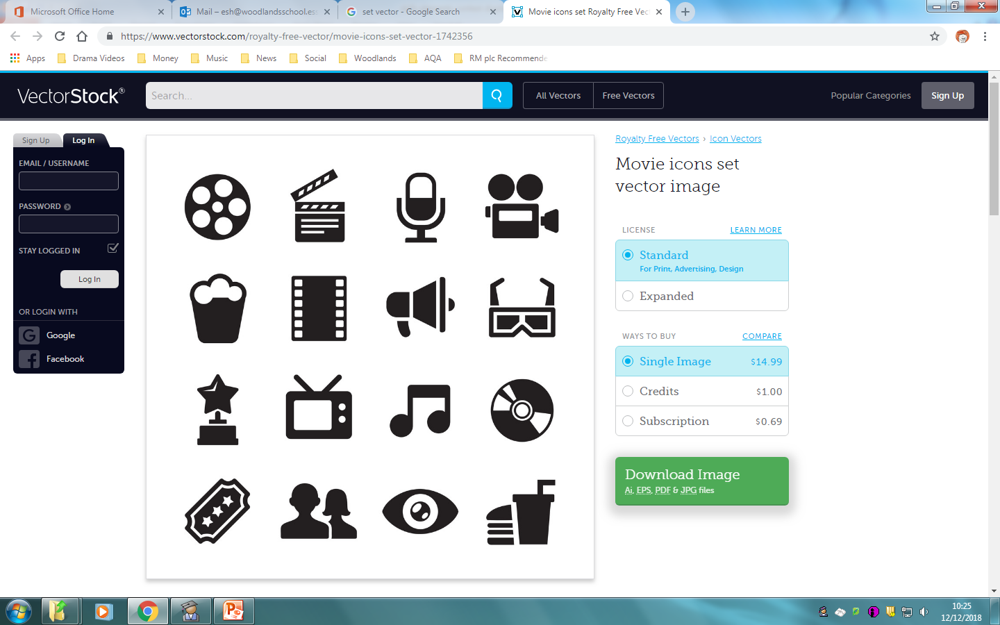 Microsoft Office Home
Mail – esh@woodlandsschool.es
set vector - Google Search
Movie icons set Royalty Free Vec
https://www.vectorstock.com/royalty-free-vector/movie-icons-set-vector-1742356
Apps Drama Videos Money Music News Social Woodlands AQA RM plc Recommende
VectorStock® Search... All Vectors Free Vectors Popular Categories Sign Up
Sign Up Log In
EMAIL / USERNAME
PASSWORD
STAY LOGGED IN
Log In
OR LOGIN WITH
Google
Facebook
Royalty Free Vectors › Icon Vectors
Movie icons set
vector image
LICENSE LEARN MORE
Standard
For Print, Advertising, Design
Expanded
WAYS TO BUY COMPARE
Single Image $14.99
Credits $1.00
Subscription $0.69
Download Image
Ai, EPS, PDF & JPG files
10:25
12/12/2018